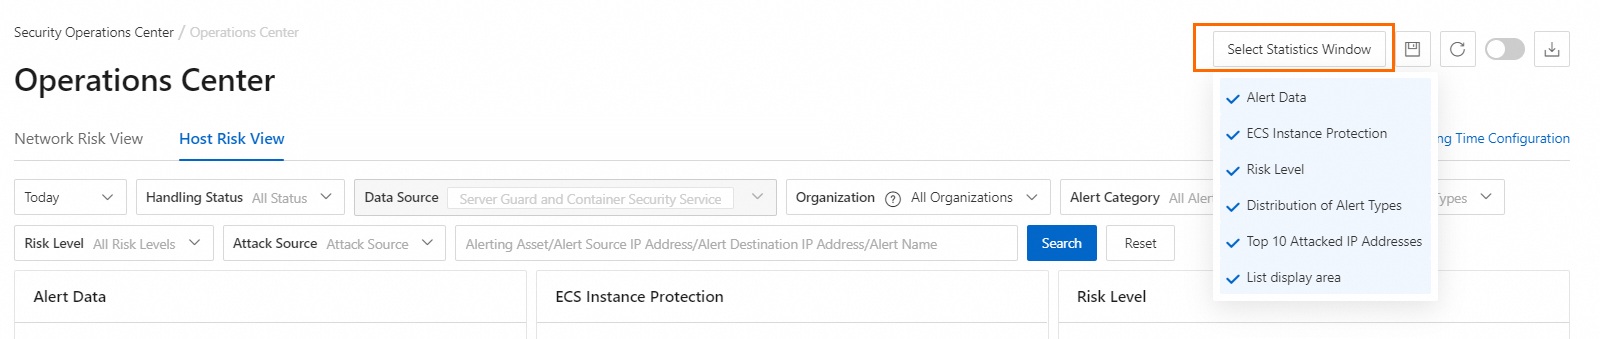 Security Operations Center / Operations Center
Select Statistics Window
Operations Center
Alert Data
ECS Instance Protection
Risk Level
Distribution of Alert Types
Top 10 Attacked IP Addresses
List display area
Network Risk View
Host Risk View
Time Configuration
Today
Handling Status All Status
Data Source Server Guard and Container Security Service
Organization All Organizations
Alert Category All
Risk Level All Risk Levels
Attack Source Attack Source
Alerting Asset/Alert Source IP Address/Alert Destination IP Address/Alert Name
Search
Reset
Alert Data
ECS Instance Protection
Risk Level